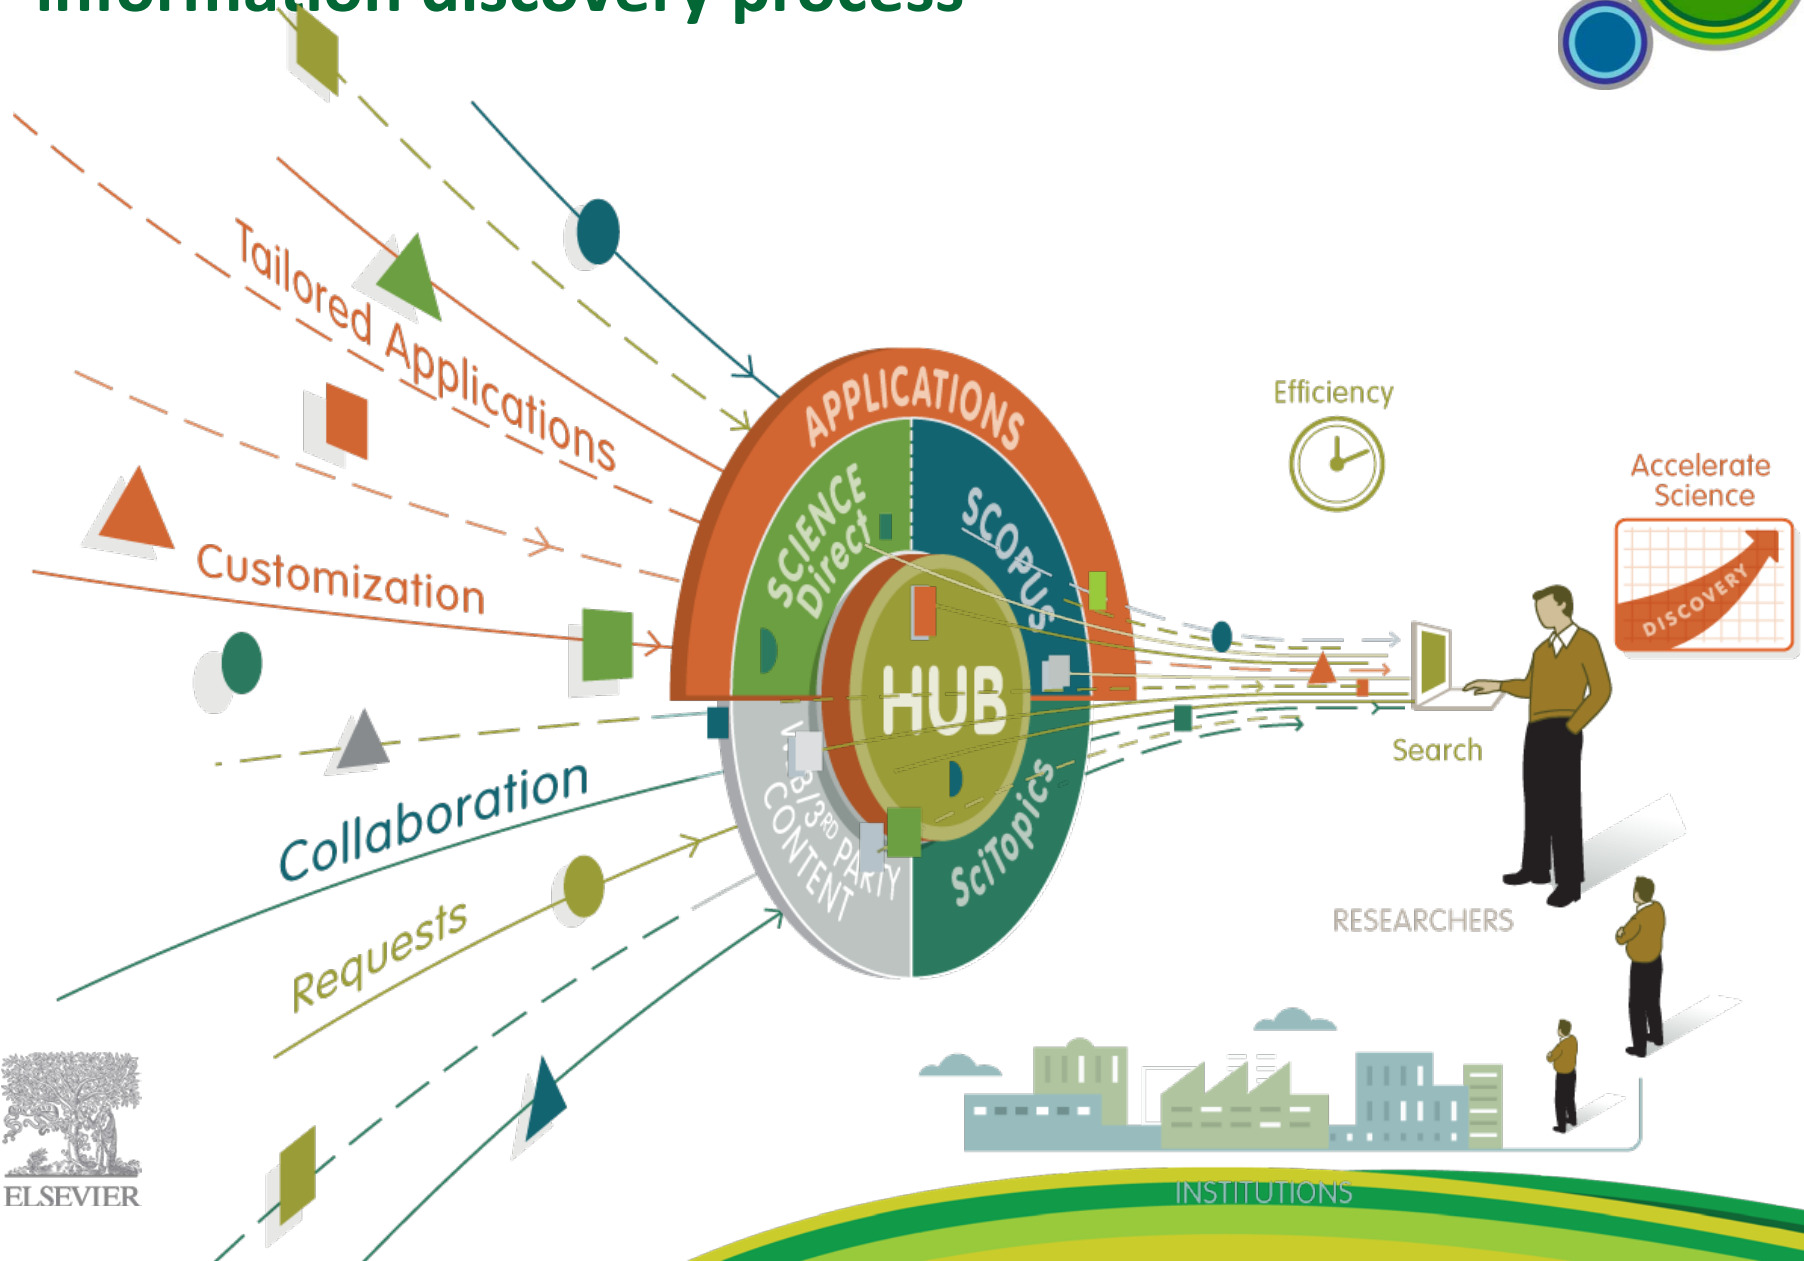 information discovery process
Tailored Applications
Customization
Collaboration
Requests
APPLICATIONS
SCIENCE
Direct
SCOPUS
HUB
WEB/3RD PARTY
CONTENT
SciTopics
Efficiency
Accelerate
Science
DISCOVERY
Search
RESEARCHERS
INSTITUTIONS
ELSEVIER